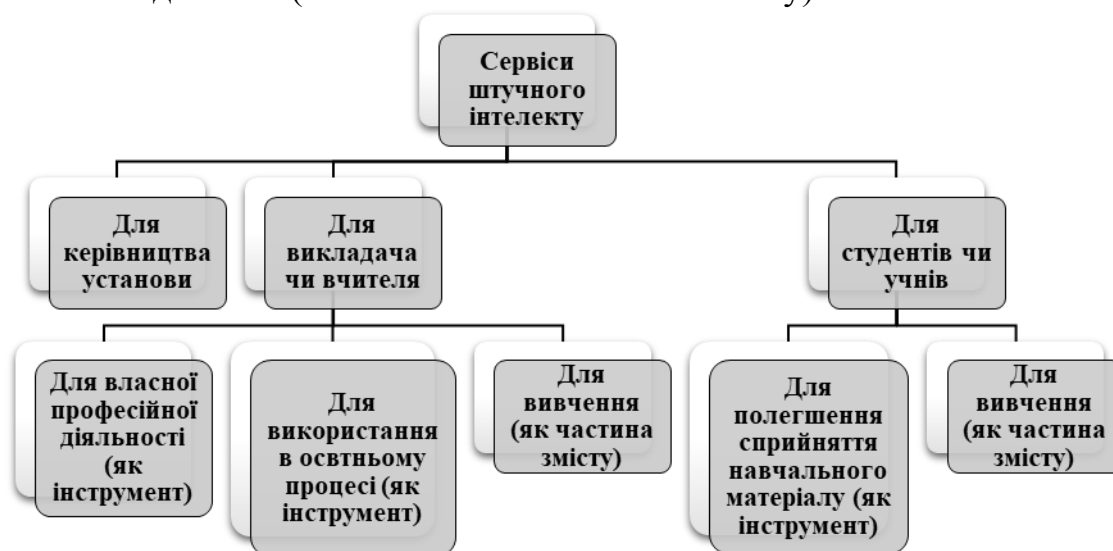 Сервіси
штучного
інтелекту
Для
керівництва
установи
Для
викладача
чи вчителя
Для
студентів чи
учнів
Для власної
професійної
діяльності
(як
інструмент)
Для
використання
в освтньому
процесі (як
інструмент)
Для
вивчення
(як частина
змісту)
Для
полегшення
сприйняття
навчального
матеріалу (як
інструмент)
Для
вивчення
(як частина
змісту)